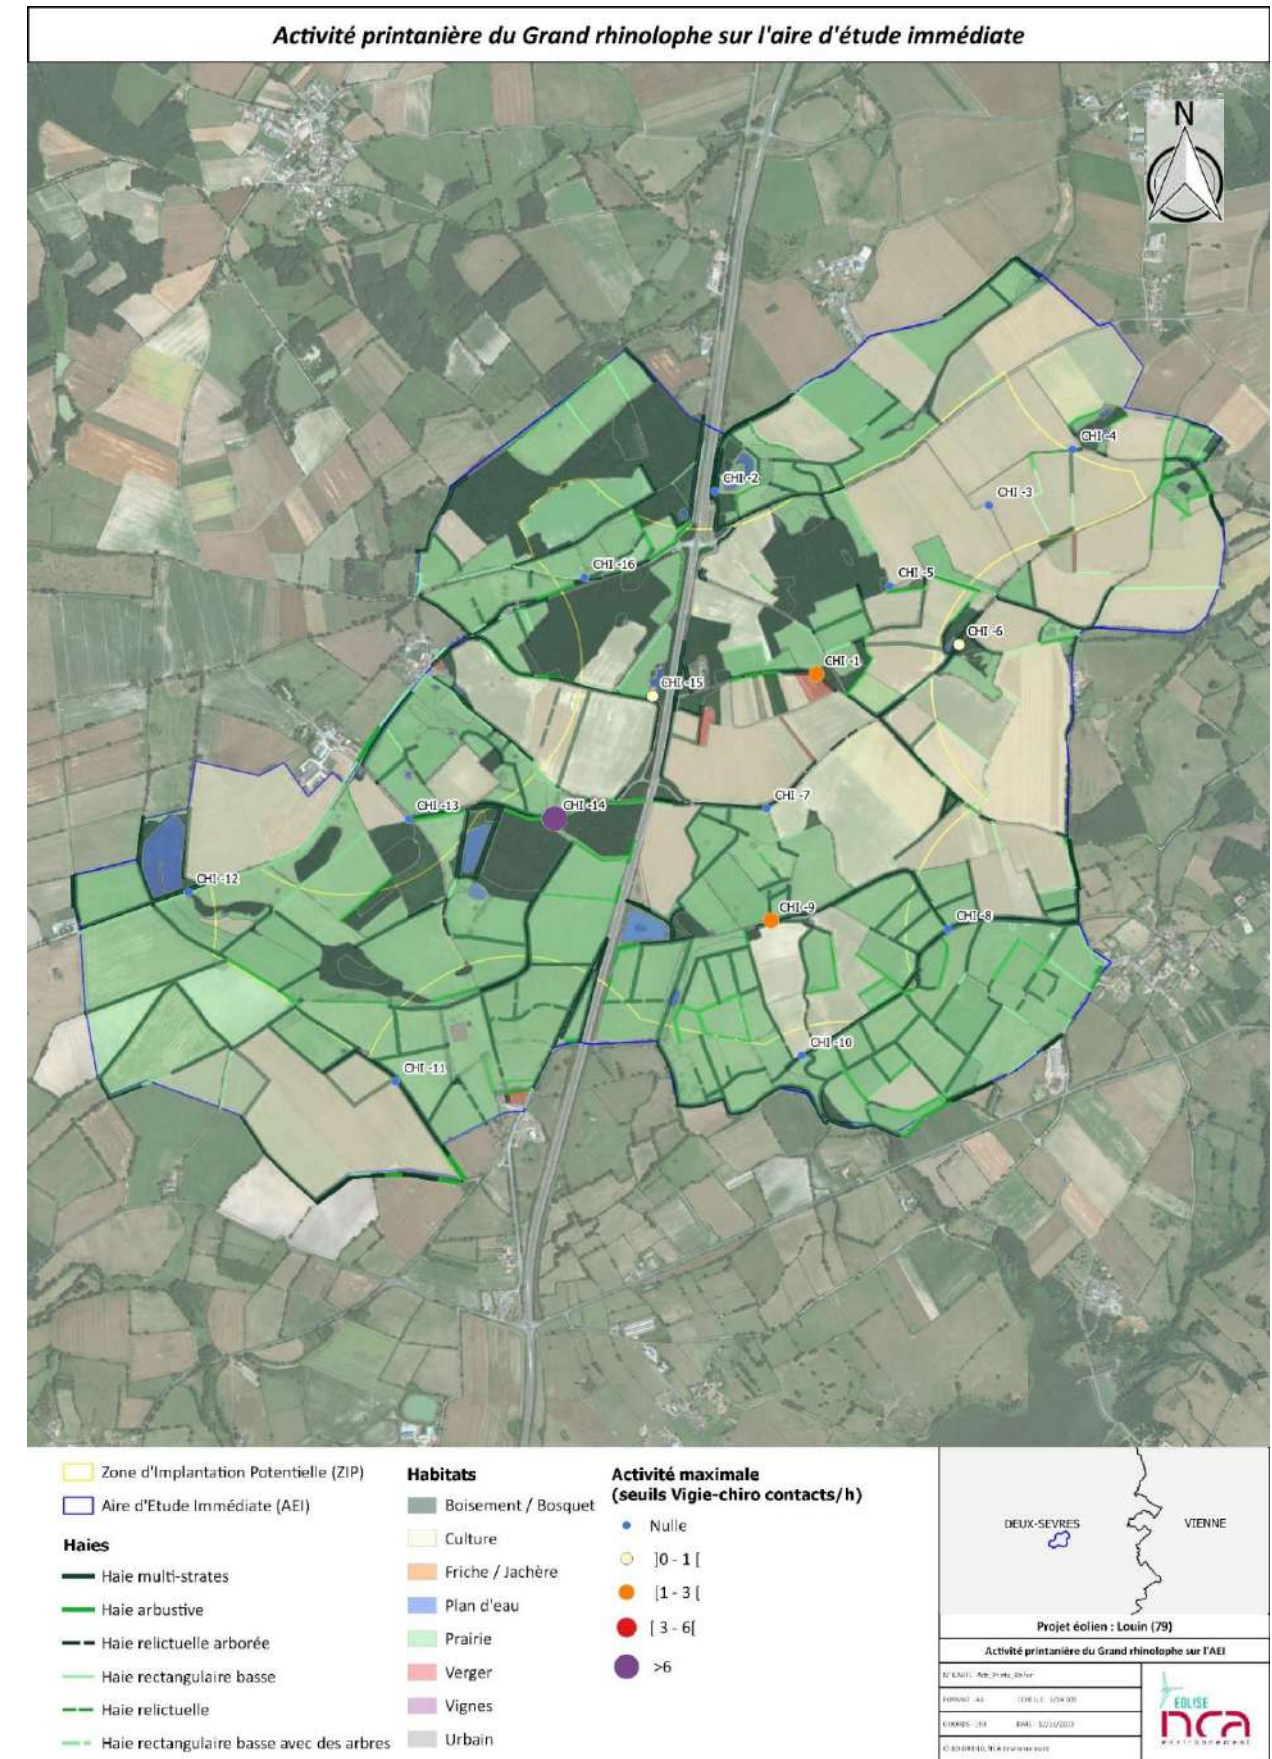 Activité printanière du Grand rhinolophe sur l'aire d'étude immédiate
N
CHI -4
CHI -2
CHI -3
CHI -16
CHI -5
CHI -6
CHI -1
CHI -15
CHI -7
CHI -14
CHI -13
CHI -12
CHI -9
CHI -8
CHI -10
CHI -11
Zone d'Implantation Potentielle (ZIP)
Aire d'Etude Immédiate (AEI)
Haies
Haie multi-strates
Haie arbustive
Haie relictuelle arborée
Haie rectangulaire basse
Haie relictuelle
Haie rectangulaire basse avec des arbres
Habitats
Boisement / Bosquet
Culture
Friche / Jachère
Plan d'eau
Prairie
Verger
Vignes
Urbain
Activité maximale
(seuils Vigie-chiro contacts/h)
Nulle
]0 - 1 [
[1 - 3 [
[ 3 - 6[
>6
DEUX-SEVRES
VIENNE
Projet éolien : Louin (79)
Activité printanière du Grand rhinolophe sur l'AEI
EOLISE
nca
environnement